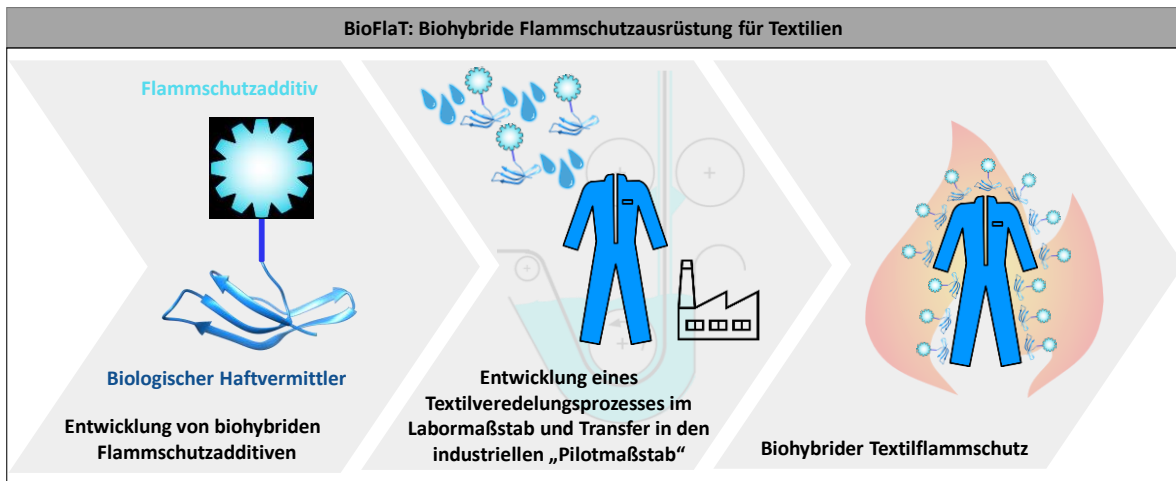 BioFlaT: Biohybride Flammschutzausrüstung für Textilien
Flammschutzadditiv
Biologischer Haftvermittler
Entwicklung von biohybriden
Flammschutzadditiven
Entwicklung eines
Textilveredelungsprozesses im
Labormaßstab und Transfer in den
industriellen „Pilotmaßstab“
Biohybrider Textilflammschutz